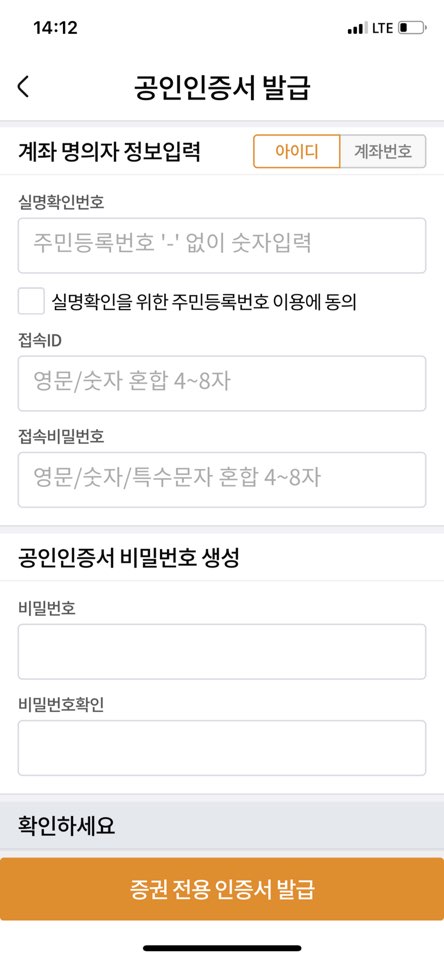 14:12
LTE
공인인증서 발급
계좌 명의자 정보입력
아이디
계좌번호
실명확인번호
주민등록번호 '-' 없이 숫자입력
실명확인을 위한 주민등록번호 이용에 동의
접속ID
영문/숫자 혼합 4~8자
접속비밀번호
영문/숫자/특수문자 혼합 4~8자
공인인증서 비밀번호 생성
비밀번호
비밀번호확인
확인하세요
증권 전용 인증서 발급